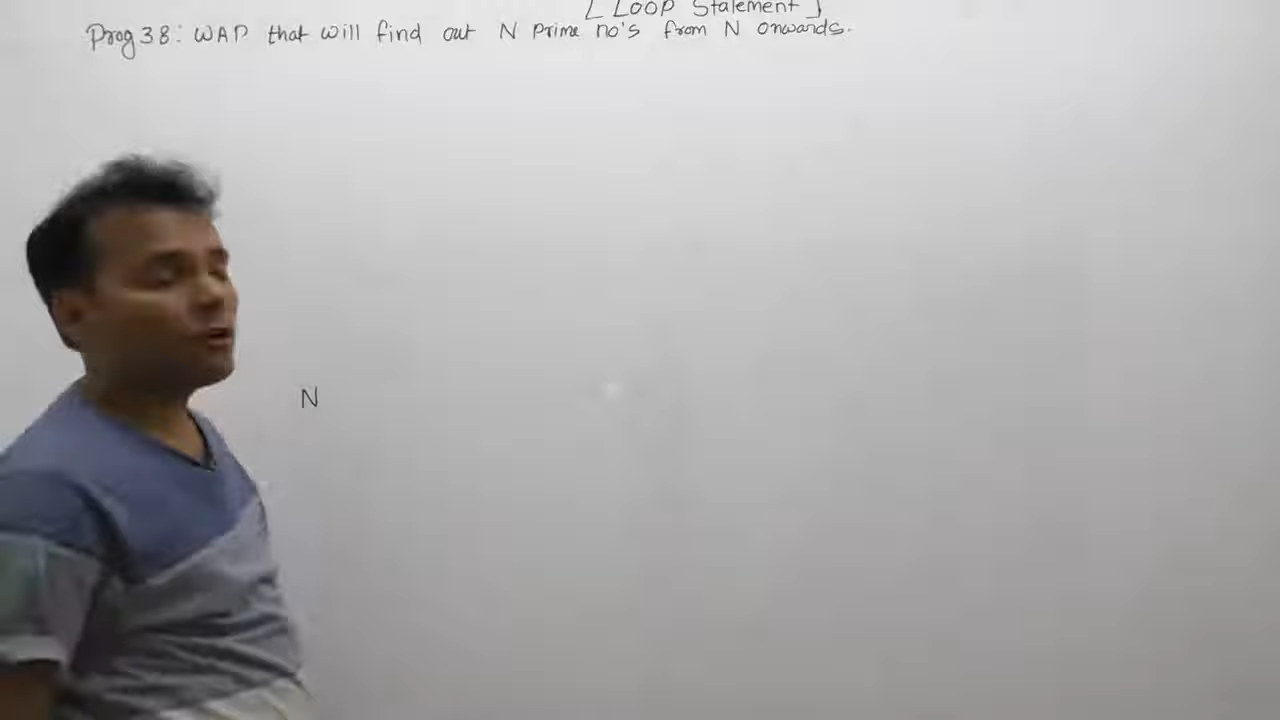 [ Loop Statement ]
Prog 38: WAP that will find out N Prime no's from N onwards.
N